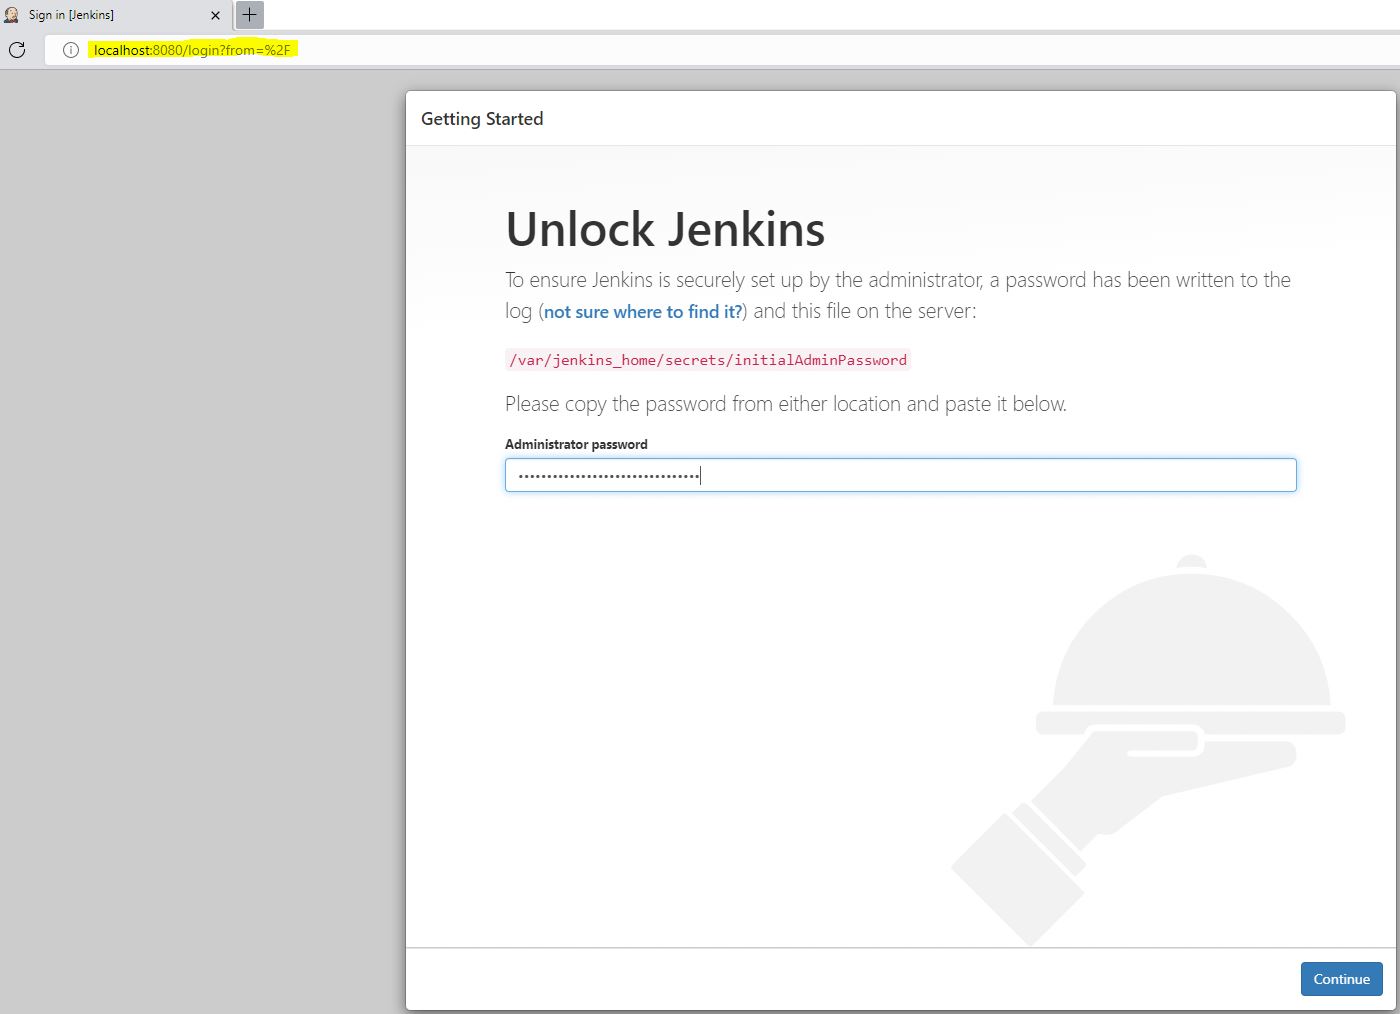 Sign in [Jenkins]
localhost:8080/login?from=%2F
Getting Started
Unlock Jenkins
To ensure Jenkins is securely set up by the administrator, a password has been written to the
log (not sure where to find it?) and this file on the server:
/var/jenkins_home/secrets/initialAdminPassword
Please copy the password from either location and paste it below.
Administrator password
Continue